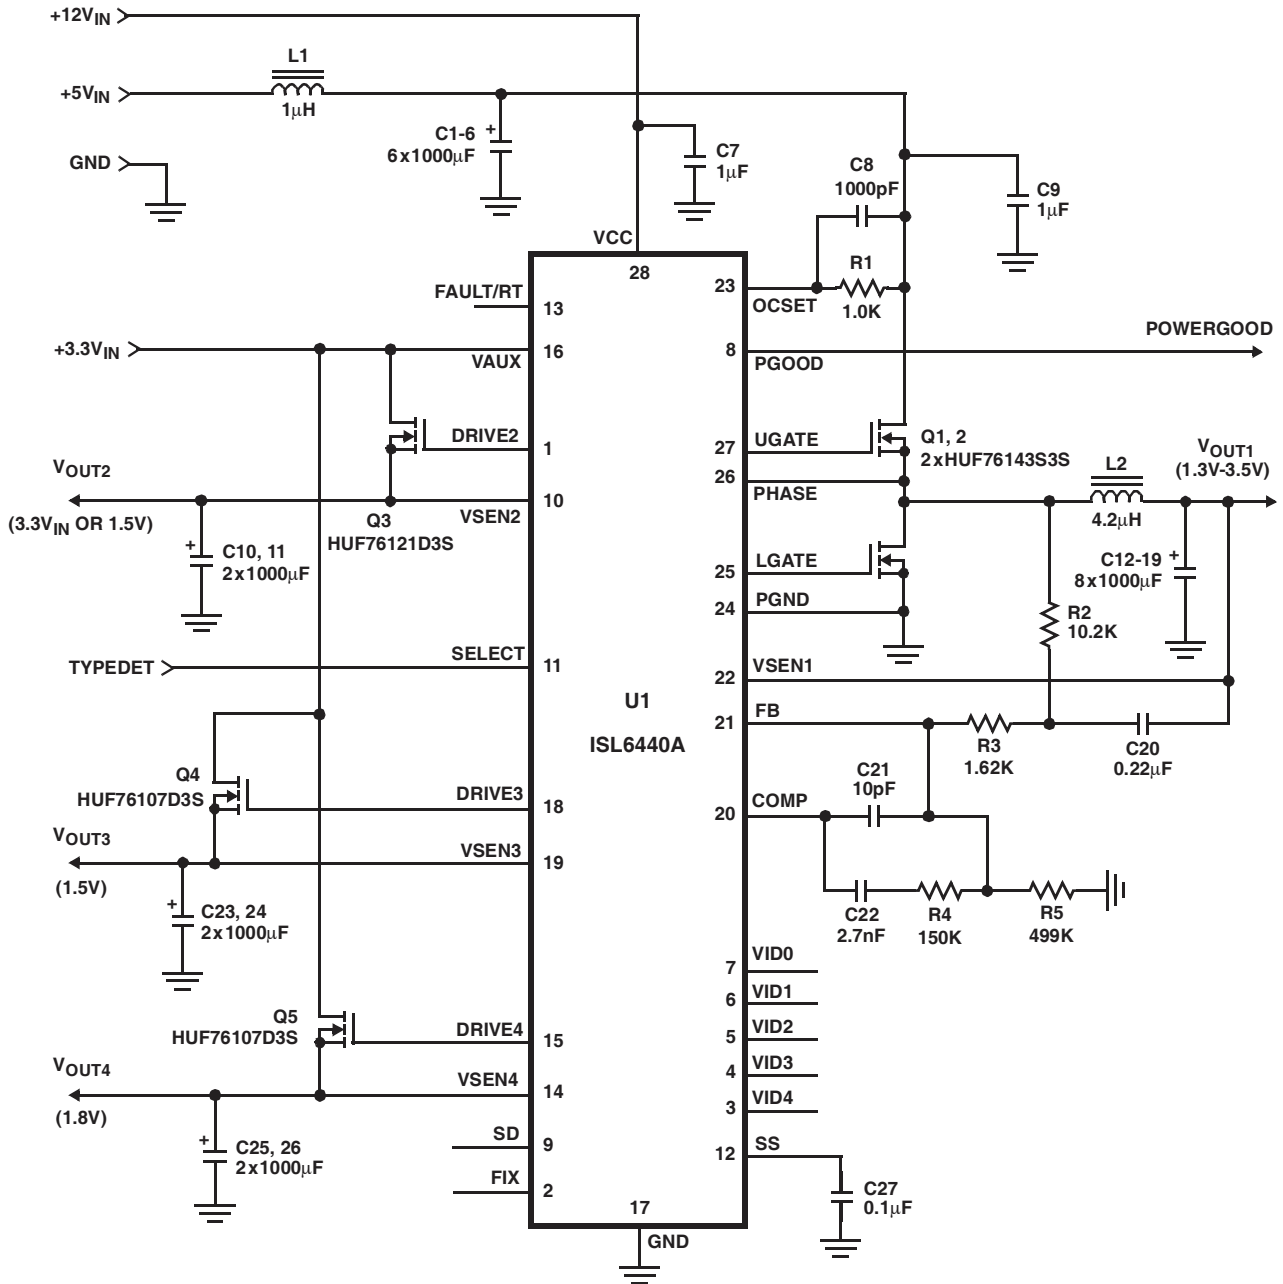 +12VIN
L1
+5VIN
1μH
C1-6
+
6x1000μF
GND
C7
1μF
C8
1000pF
C9
1μF
VCC
28
R1
23
OCSET
1.0K
FAULT/RT
13
+3.3VIN
16
VAUX
POWERGOOD
8
PGOOD
DRIVE2
1
UGATE
27
Q1, 2
2xHUF76143S3S
26
PHASE
VOUT1
(1.3V-3.5V)
L2
4.2μH
VOUT2
(3.3VIN OR 1.5V)
10
VSEN2
Q3
HUF76121D3S
+
C10, 11
2x1000μF
LGATE
25
PGND
24
C12-19
+
8x1000μF
R2
10.2K
TYPEDET
SELECT
11
VSEN1
22
U1
ISL6440A
FB
21
R3
1.62K
C20
0.22μF
Q4
HUF76107D3S
DRIVE3
18
C21
10pF
COMP
20
VOUT3
(1.5V)
VSEN3
19
+
C23, 24
2x1000μF
C22
2.7nF
R4
150K
R5
499K
VID0
7
VID1
6
VID2
5
VID3
4
VID4
3
Q5
HUF76107D3S
DRIVE4
15
VOUT4
(1.8V)
VSEN4
14
+
C25, 26
2x1000μF
SD
9
FIX
2
SS
12
C27
0.1μF
17
GND